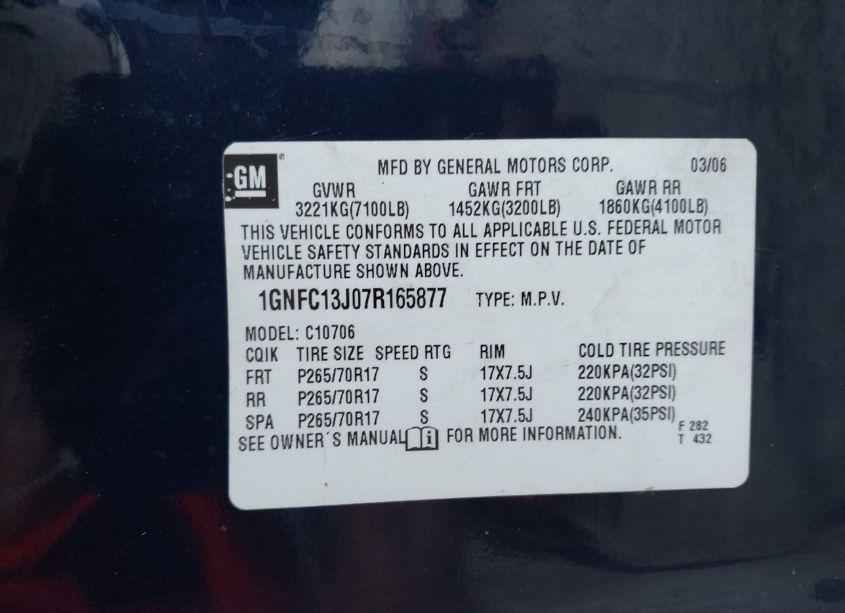 GM® MFD BY GENERAL MOTORS CORP. 03/06
GVWR GAWR FRT GAWR RR
3221KG(7100LB) 1452KG(3200LB) 1860KG(4100LB)
THIS VEHICLE CONFORMS TO ALL APPLICABLE U.S. FEDERAL MOTOR
VEHICLE SAFETY STANDARDS IN EFFECT ON THE DATE OF
MANUFACTURE SHOWN ABOVE.
1GNFC13J07R165877 TYPE: M.P.V.
MODEL: C10706
CQIK TIRE SIZE SPEED RTG RIM COLD TIRE PRESSURE
FRT P265/70R17 S 17X7.5J 220KPA(32PSI)
RR P265/70R17 S 17X7.5J 220KPA(32PSI)
SPA P265/70R17 S 17X7.5J 240KPA(35PSI)
SEE OWNER´S MANUAL FOR MORE INFORMATION.
F 282
T 432